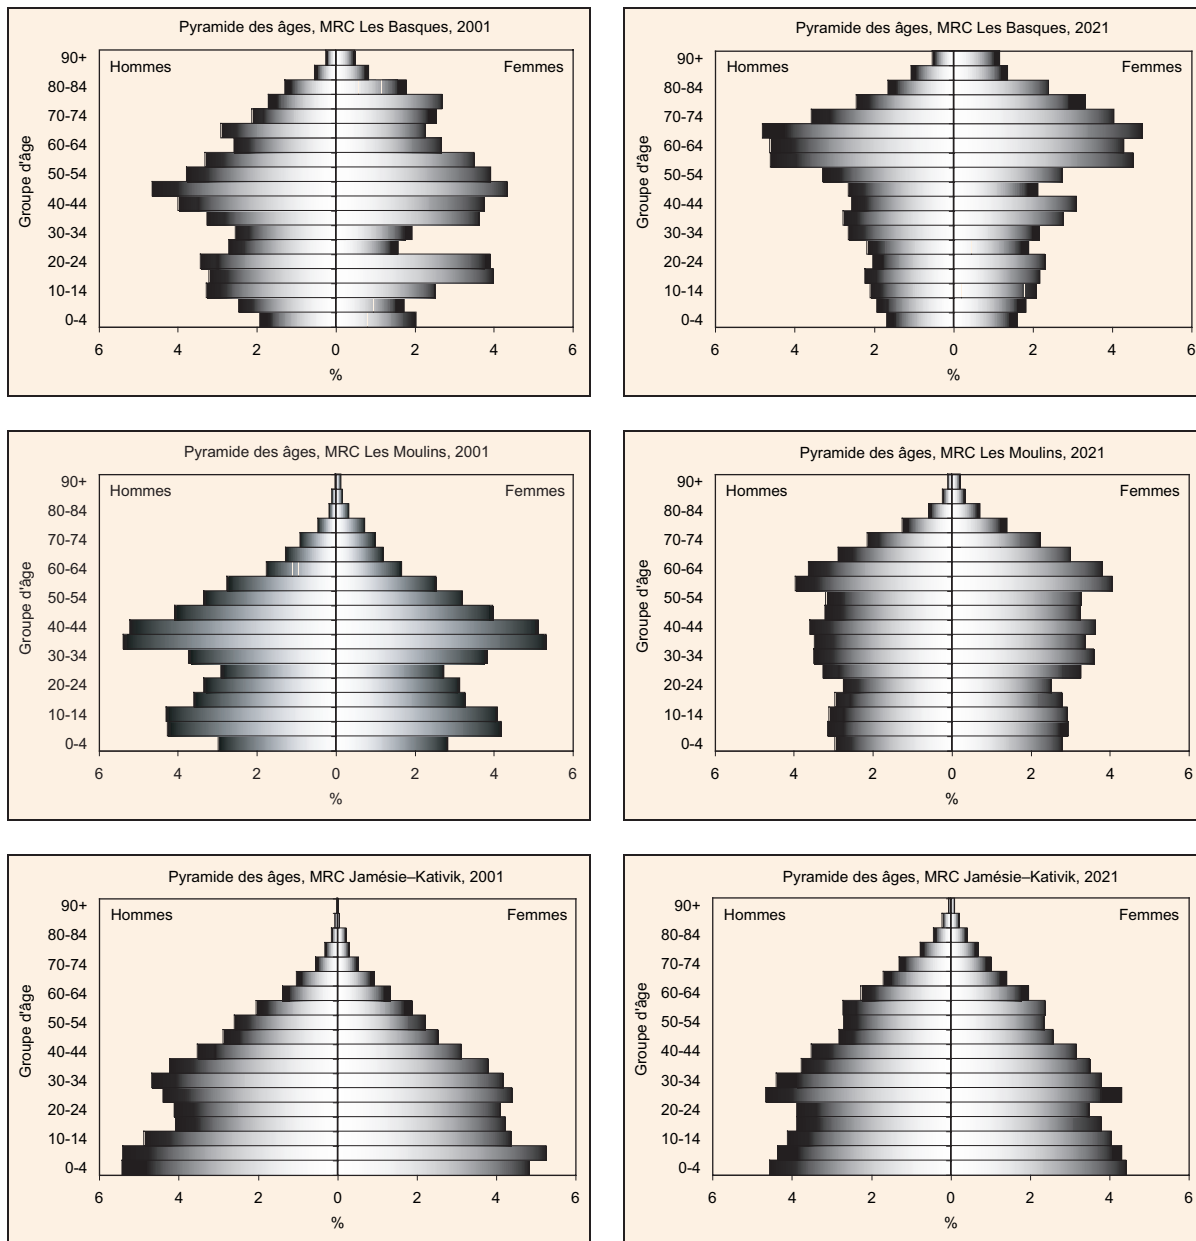 Pyramide des âges, MRC Les Basques, 2001
Hommes
Femmes
Groupe d'âge
90+
80-84
70-74
60-64
50-54
40-44
30-34
20-24
10-14
0-4
6 4 2 0 2 4 6
%
Pyramide des âges, MRC Les Basques, 2021
Hommes
Femmes
Groupe d'âge
90+
80-84
70-74
60-64
50-54
40-44
30-34
20-24
10-14
0-4
6 4 2 0 2 4 6
%
Pyramide des âges, MRC Les Moulins, 2001
Hommes
Femmes
Groupe d'âge
90+
80-84
70-74
60-64
50-54
40-44
30-34
20-24
10-14
0-4
6 4 2 0 2 4 6
%
Pyramide des âges, MRC Les Moulins, 2021
Hommes
Femmes
Groupe d'âge
90+
80-84
70-74
60-64
50-54
40-44
30-34
20-24
10-14
0-4
6 4 2 0 2 4 6
%
Pyramide des âges, MRC Jamésie–Kativik, 2001
Hommes
Femmes
Groupe d'âge
90+
80-84
70-74
60-64
50-54
40-44
30-34
20-24
10-14
0-4
6 4 2 0 2 4 6
%
Pyramide des âges, MRC Jamésie–Kativik, 2021
Hommes
Femmes
Groupe d'âge
90+
80-84
70-74
60-64
50-54
40-44
30-34
20-24
10-14
0-4
6 4 2 0 2 4 6
%